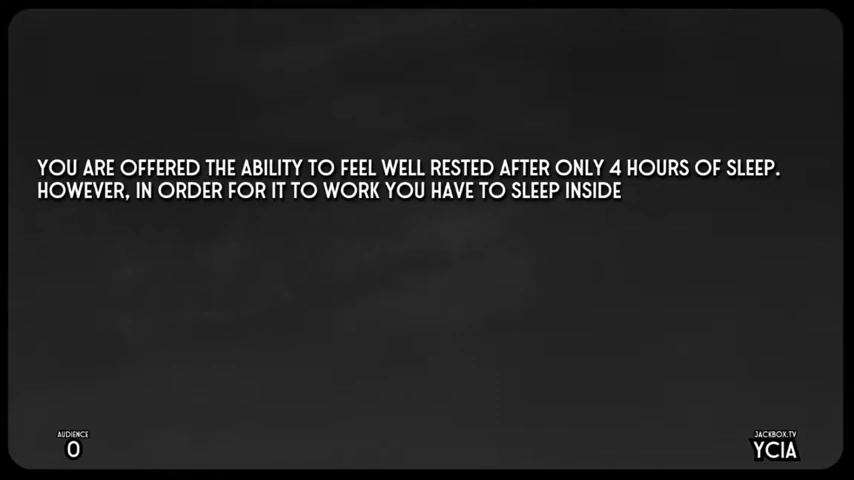 YOU ARE OFFERED THE ABILITY TO FEEL WELL RESTED AFTER ONLY 4 HOURS OF SLEEP.
HOWEVER, IN ORDER FOR IT TO WORK YOU HAVE TO SLEEP INSIDE
AUDIENCE
0
JACKBOX.TV
YCIA